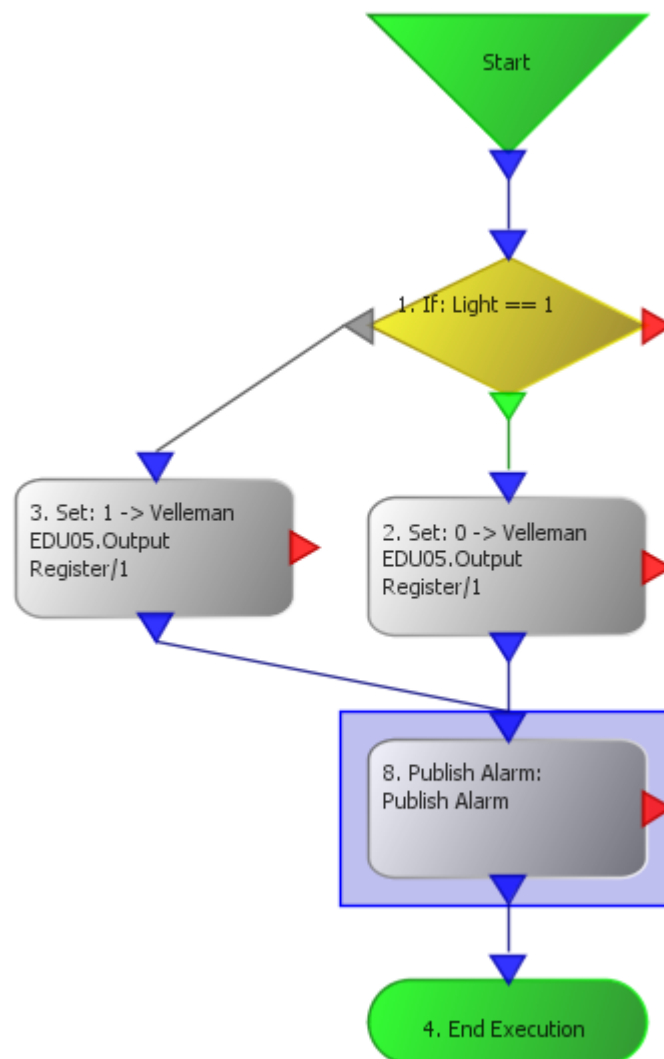 Start
1. If: Light == 1
3. Set: 1 -> Velleman
EDU05.Output
Register/1
2. Set: 0 -> Velleman
EDU05.Output
Register/1
8. Publish Alarm:
Publish Alarm
4. End Execution